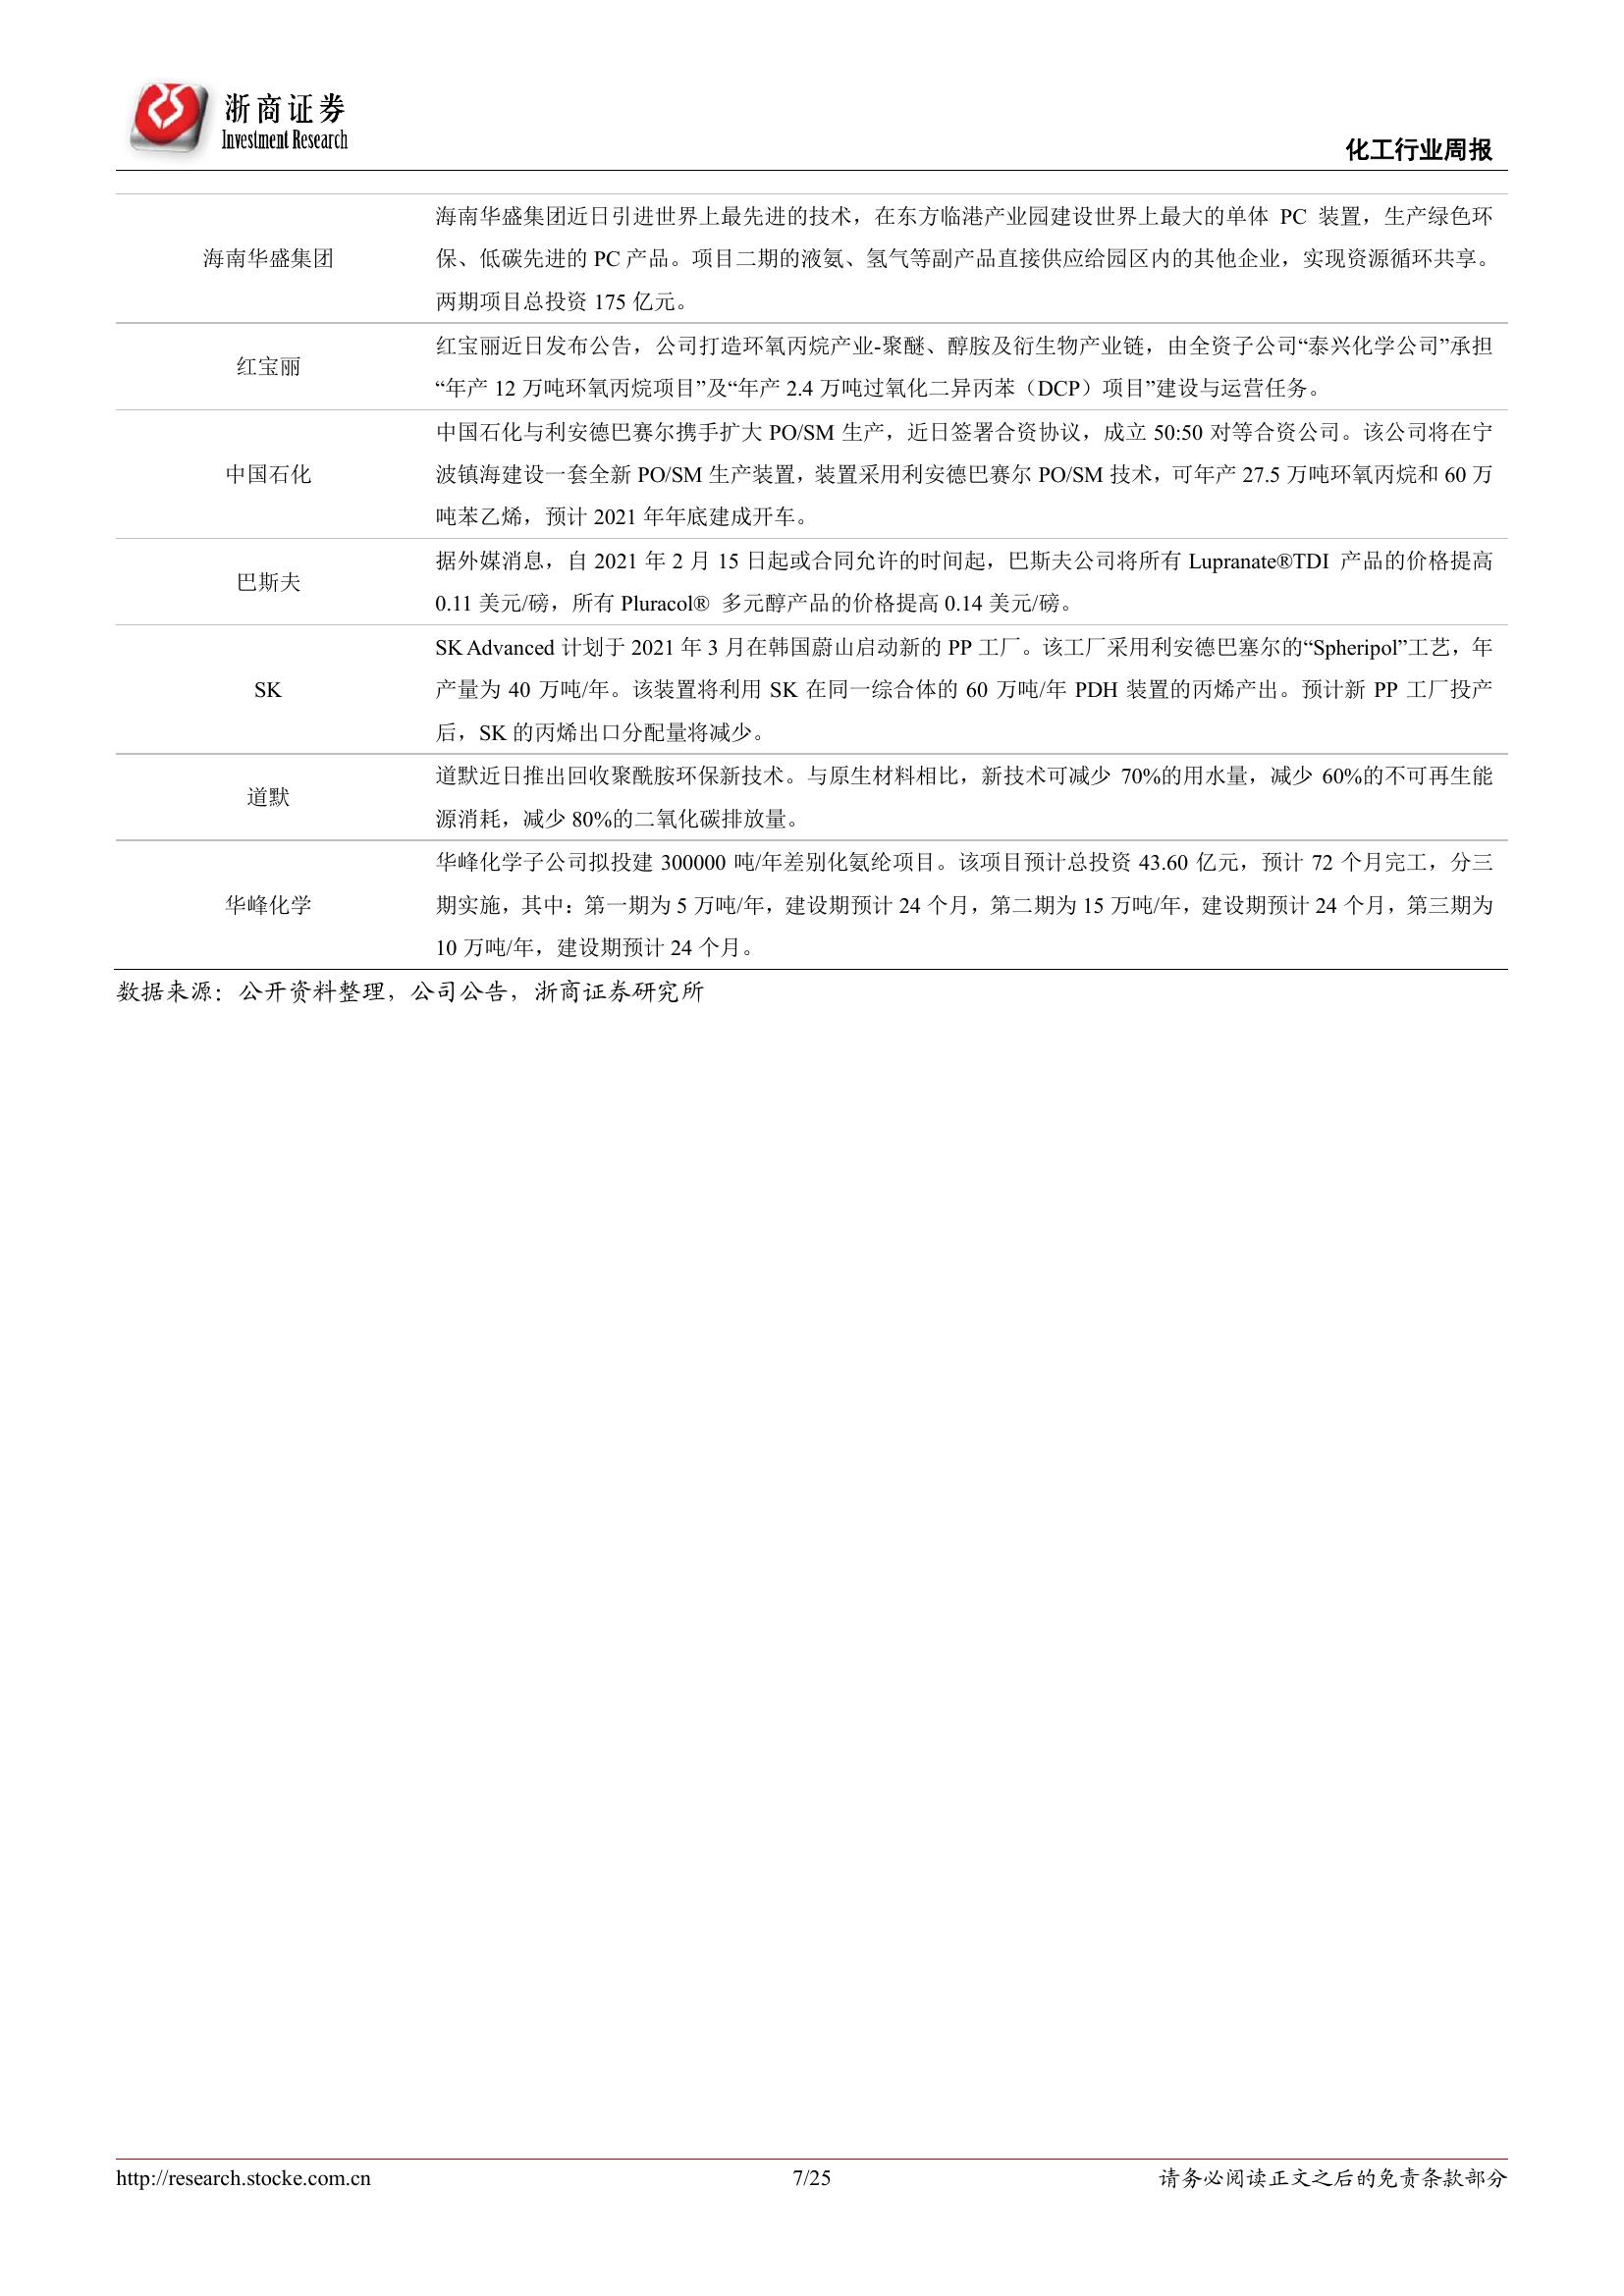 浙商证券
Investment Research
化工行业周报
海南华盛集团
海南华盛集团近日引进世界上最先进的技术，在东方临港产业园建设世界上最大的单体 PC 装置，生产绿色环
保、低碳先进的 PC 产品。项目二期的液氨、氢气等副产品直接供应给园区内的其他企业，实现资源循环共享。
两期项目总投资 175 亿元。
红宝丽
红宝丽近日发布公告，公司打造环氧丙烷产业-聚醚、醇胺及衍生物产业链，由全资子公司“泰兴化学公司”承担
“年产 12 万吨环氧丙烷项目”及“年产 2.4 万吨过氧化二异丙苯（DCP）项目”建设与运营任务。
中国石化
中国石化与利安德巴赛尔携手扩大 PO/SM 生产，近日签署合资协议，成立 50:50 对等合资公司。该公司将在宁
波镇海建设一套全新 PO/SM 生产装置，装置采用利安德巴赛尔 PO/SM 技术，可年产 27.5 万吨环氧丙烷和 60 万
吨苯乙烯，预计 2021 年年底建成开车。
巴斯夫
据外媒消息，自 2021 年 2 月 15 日起或合同允许的时间起，巴斯夫公司将所有 Lupranate®TDI 产品的价格提高
0.11 美元/磅，所有 Pluracol® 多元醇产品的价格提高 0.14 美元/磅。
SK
SK Advanced 计划于 2021 年 3 月在韩国蔚山启动新的 PP 工厂。该工厂采用利安德巴塞尔的“Spheripol”工艺，年
产量为 40 万吨/年。该装置将利用 SK 在同一综合体的 60 万吨/年 PDH 装置的丙烯产出。预计新 PP 工厂投产
后，SK 的丙烯出口分配量将减少。
道默
道默近日推出回收聚酰胺环保新技术。与原生材料相比，新技术可减少 70%的用水量，减少 60%的不可再生能
源消耗，减少 80%的二氧化碳排放量。
华峰化学
华峰化学子公司拟投建 300000 吨/年差别化氨纶项目。该项目预计总投资 43.60 亿元，预计 72 个月完工，分三
期实施，其中：第一期为 5 万吨/年，建设期预计 24 个月，第二期为 15 万吨/年，建设期预计 24 个月，第三期为
10 万吨/年，建设期预计 24 个月。
数据来源：公开资料整理，公司公告，浙商证券研究所
http://research.stocke.com.cn
7/25
请务必阅读正文之后的免责条款部分